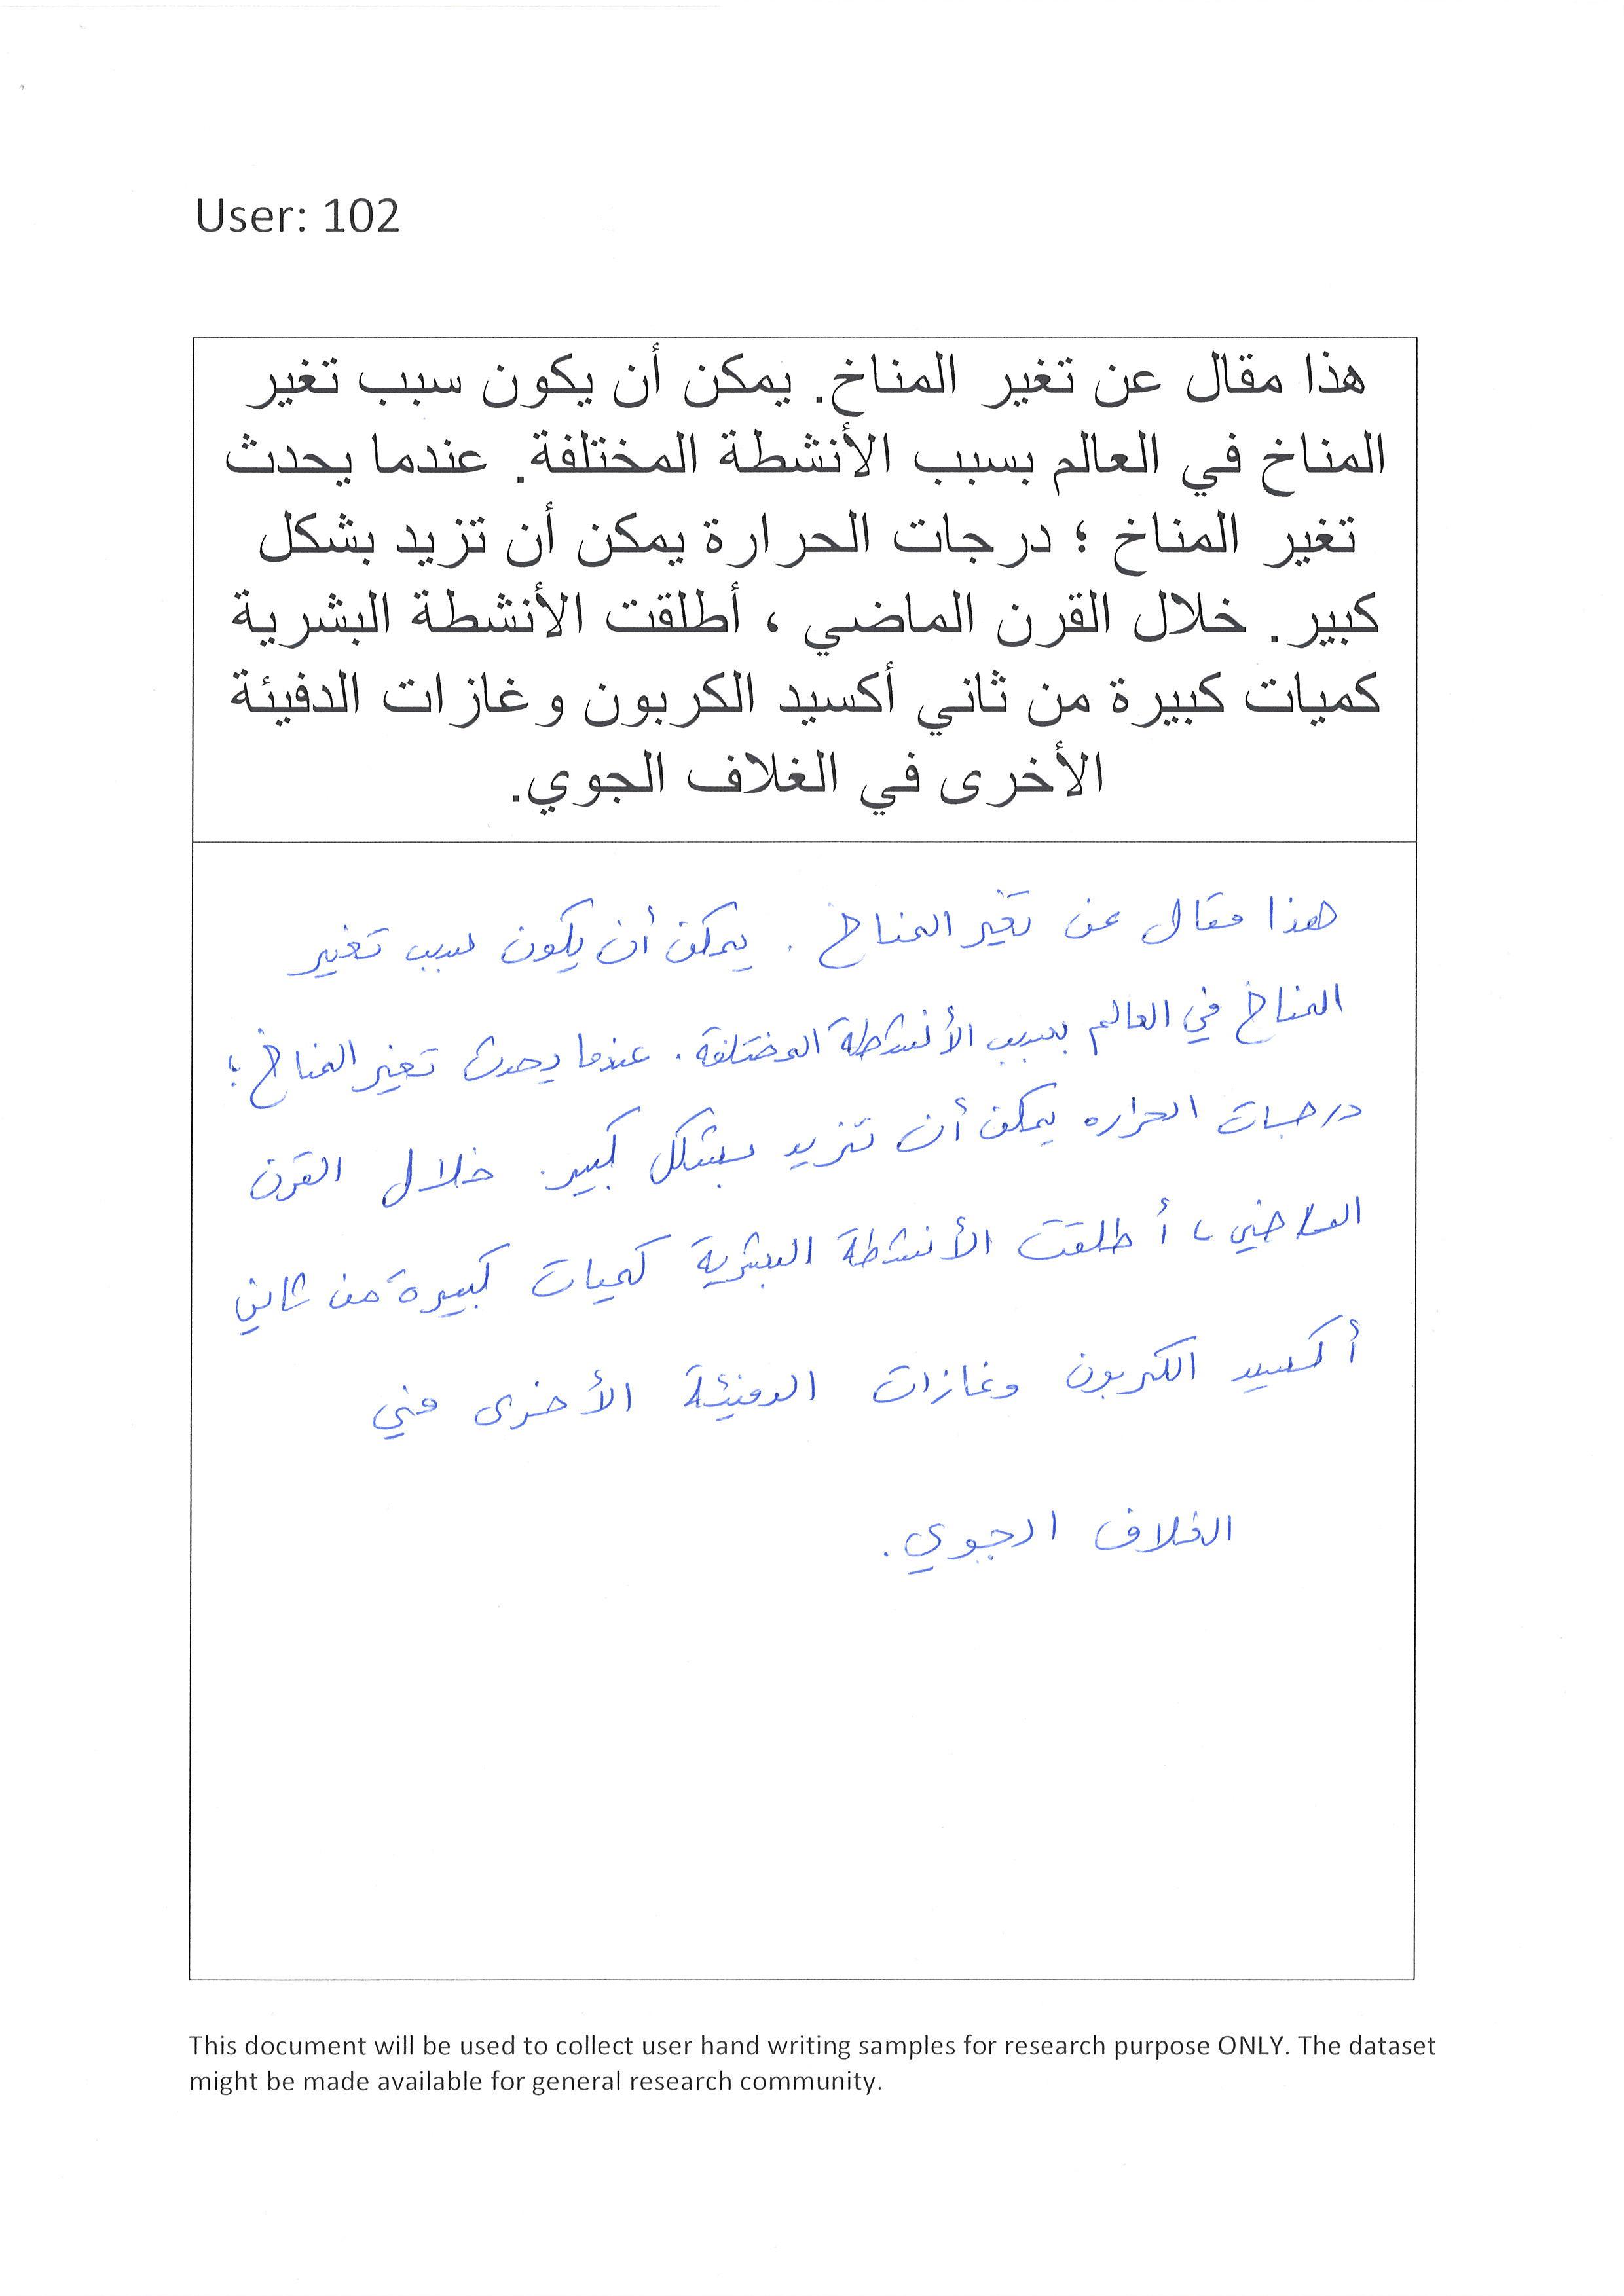 User: 102
هذا مقال عن تغير المناخ. يمكن أن يكون سبب تغير
المناخ في العالم بسبب الأنشطة المختلفة. عندما يحدث
تغير المناخ ؛ درجات الحرارة يمكن أن تزيد بشكل
كبير. خلال القرن الماضي ، أطلقت الأنشطة البشرية
كميات كبيرة من ثاني أكسيد الكربون وغازات الدفيئة
الأخرى في الغلاف الجوي.
هذا مقال عن تغير المناخ . يمكن أن يكون سبب تغير
المناخ في العالم بسبب الأنشطة المختلفة . عندما يحدث تغير المناخ ؛
درجات الحراره يمكن أن تزيد بشكل كبير . خلال القرن
الماضي ، أطلقت الأنشطة البشرية كميات كبيرة من ثاني
أكسيد الكربون وغازات الدفيئة الأخرى في
الغلاف الجوي .
This document will be used to collect user hand writing samples for research purpose ONLY. The dataset
might be made available for general research community.